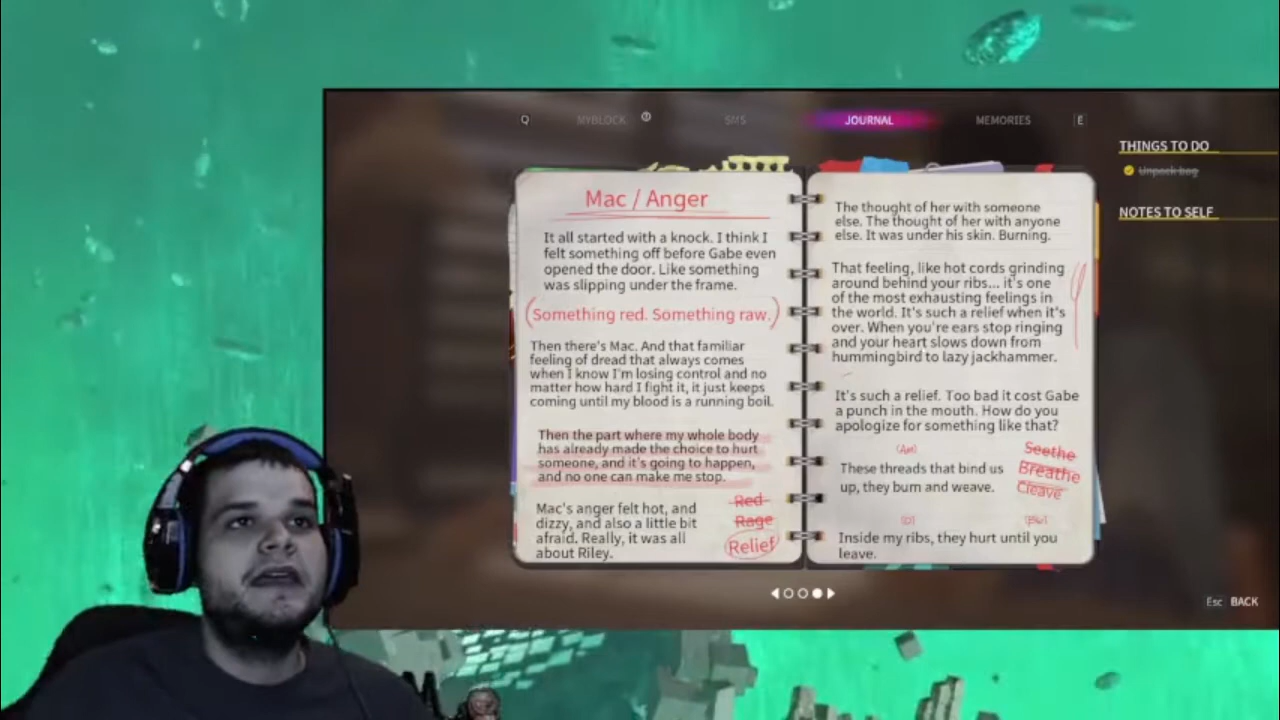 Q
MYBLOCK
SMS
JOURNAL
MEMORIES
E
THINGS TO DO
Unpack bag
NOTES TO SELF
Mac / Anger
It all started with a knock. I think I
felt something off before Gabe even
opened the door. Like something
was slipping under the frame.
(Something red. Something raw.)
Then there's Mac. And that familiar
feeling of dread that always comes
when I know I'm losing control and no
matter how hard I fight it, it just keeps
coming until my blood is a running boil.
Then the part where my whole body
has already made the choice to hurt
someone, and it's going to happen,
and no one can make me stop.
Mac's anger felt hot, and
dizzy, and also a little bit
afraid. Really, it was all
about Riley.
Red
Rage
Relief
The thought of her with someone
else. The thought of her with anyone
else. It was under his skin. Burning.
That feeling, like hot cords grinding
around behind your ribs... it's one
of the most exhausting feelings in
the world. It's such a relief when it's
over. When you're ears stop ringing
and your heart slows down from
hummingbird to lazy jackhammer.
It's such a relief. Too bad it cost Gabe
a punch in the mouth. How do you
apologize for something like that?
(Am)
These threads that bind us
up, they burn and weave.
Seethe
Breathe
Cleave
Inside my ribs, they hurt until you
leave.
Esc BACK